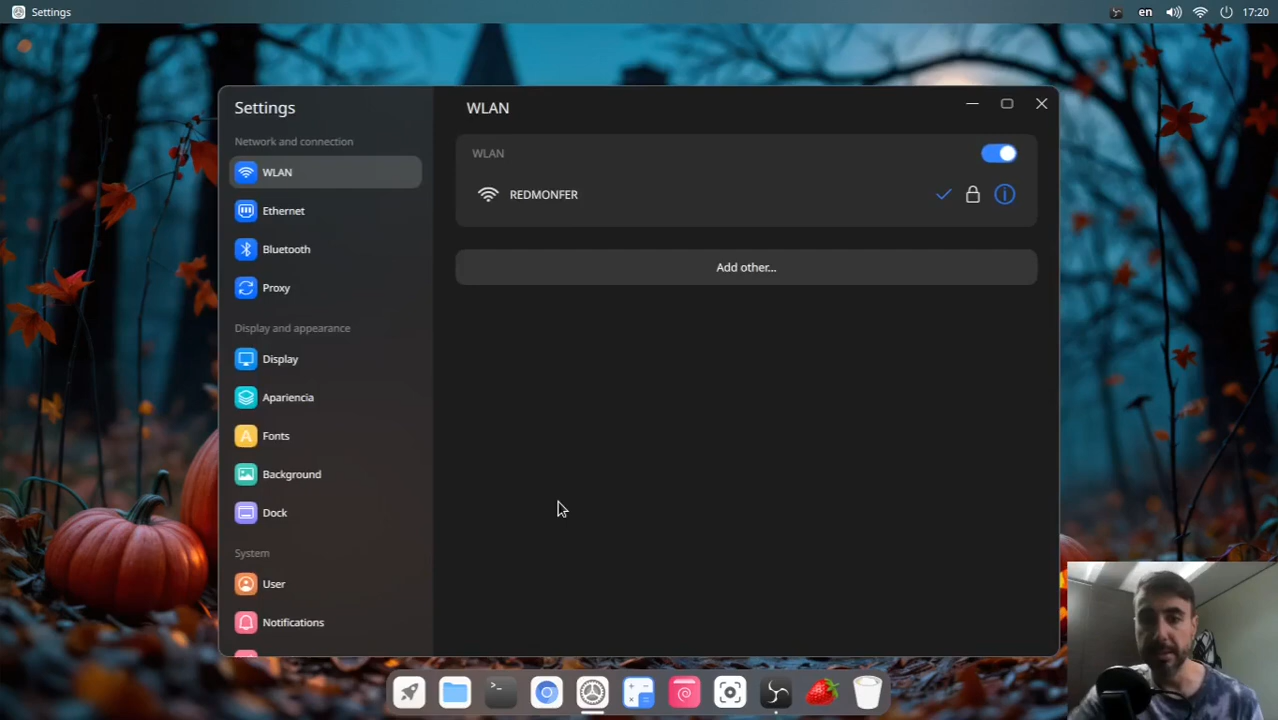 Settings
en
17:20
Settings
WLAN
Network and connection
WLAN
Ethernet
Bluetooth
Proxy
Display and appearance
Display
Apariencia
Fonts
Background
Dock
System
User
Notifications
WLAN
REDMONFER
Add other...